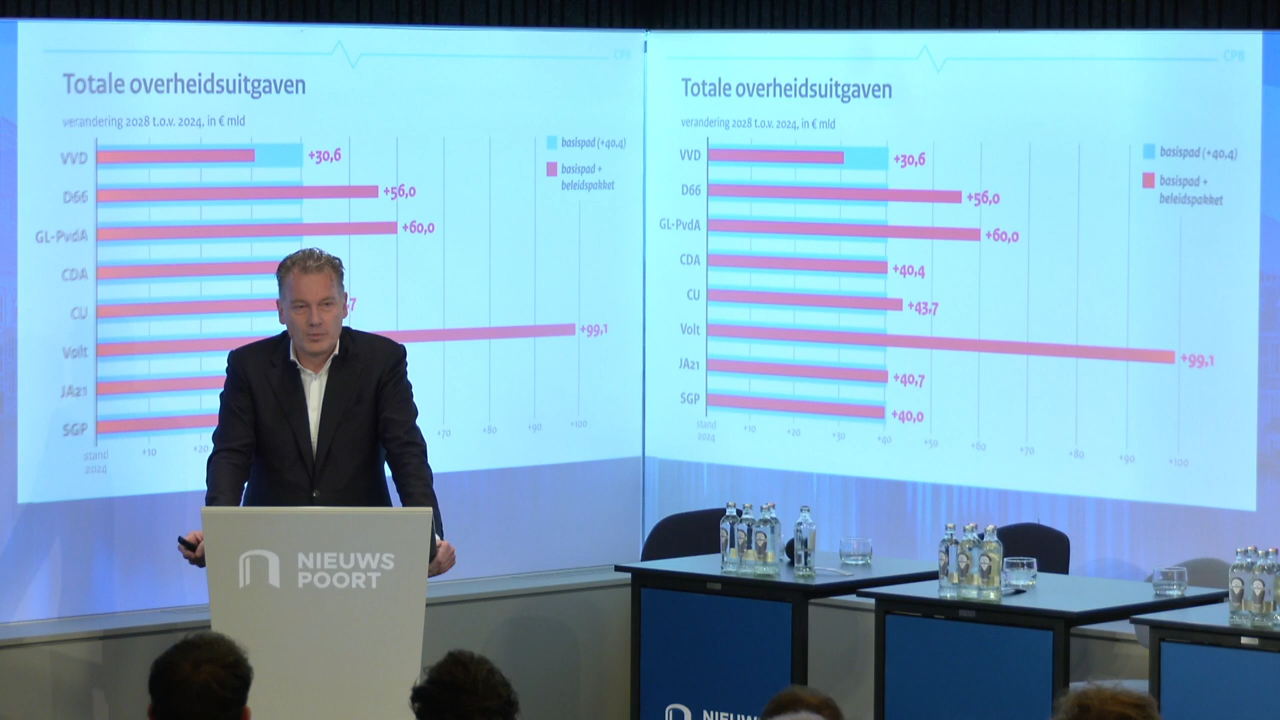 CPB
Totale overheidsuitgaven
verandering 2028 t.o.v. 2024, in € mld
basispad (+40,4)
basispad +
beleidspakket
VVD +30,6
D66 +56,0
GL-PvdA +60,0
CDA
CU 7
Volt +99,1
JA21
SGP
stand
2024
+10 +20 +70 +80 +90 +100
CPB
Totale overheidsuitgaven
verandering 2028 t.o.v. 2024, in € mld
basispad (+40,4)
basispad +
beleidspakket
VVD +30,6
D66 +56,0
GL-PvdA +60,0
CDA +40,4
CU +43,7
Volt +99,1
JA21 +40,7
SGP +40,0
stand
2024
+10 +20 +30 +40 +50 +60 +70 +80 +90 +100
NIEUWS
POORT
NIEUWS